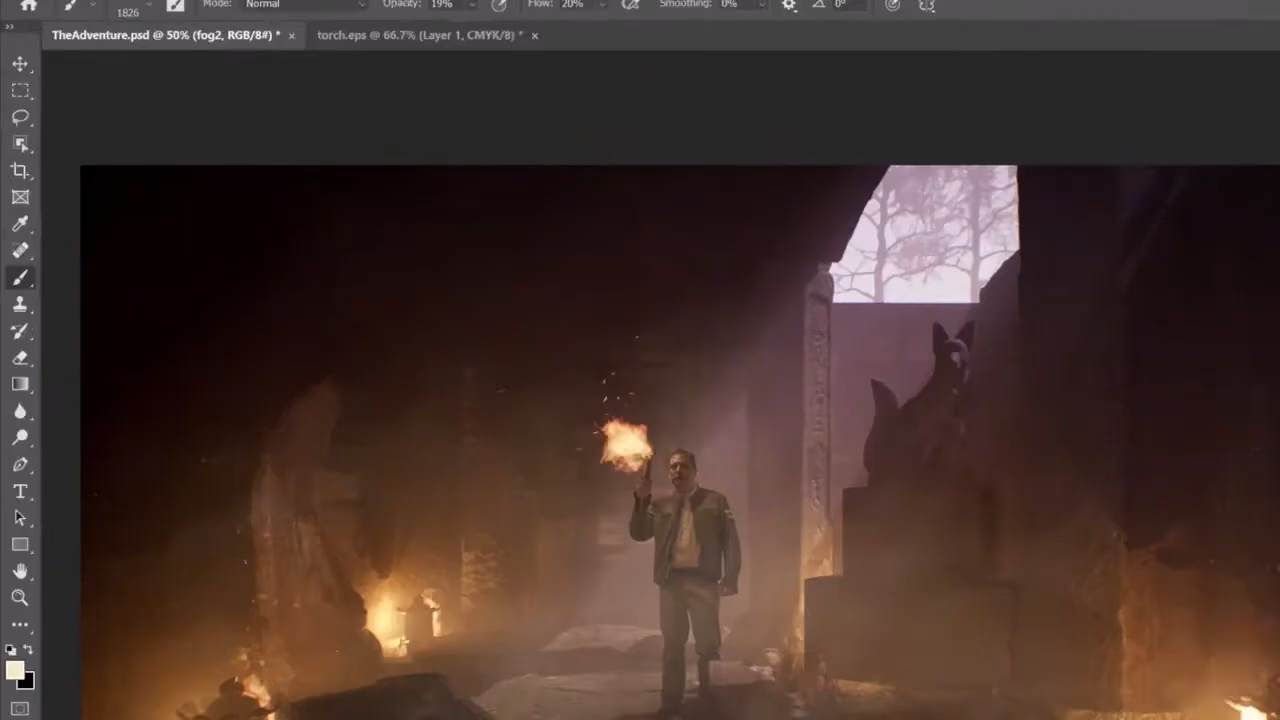 1826 Mode: Normal Opacity: 19% Flow: 20% Smoothing: 0% 0°
TheAdventure.psd @ 50% (fog2, RGB/8#) * × torch.eps @ 66.7% (Layer 1, CMYK/8) * ×